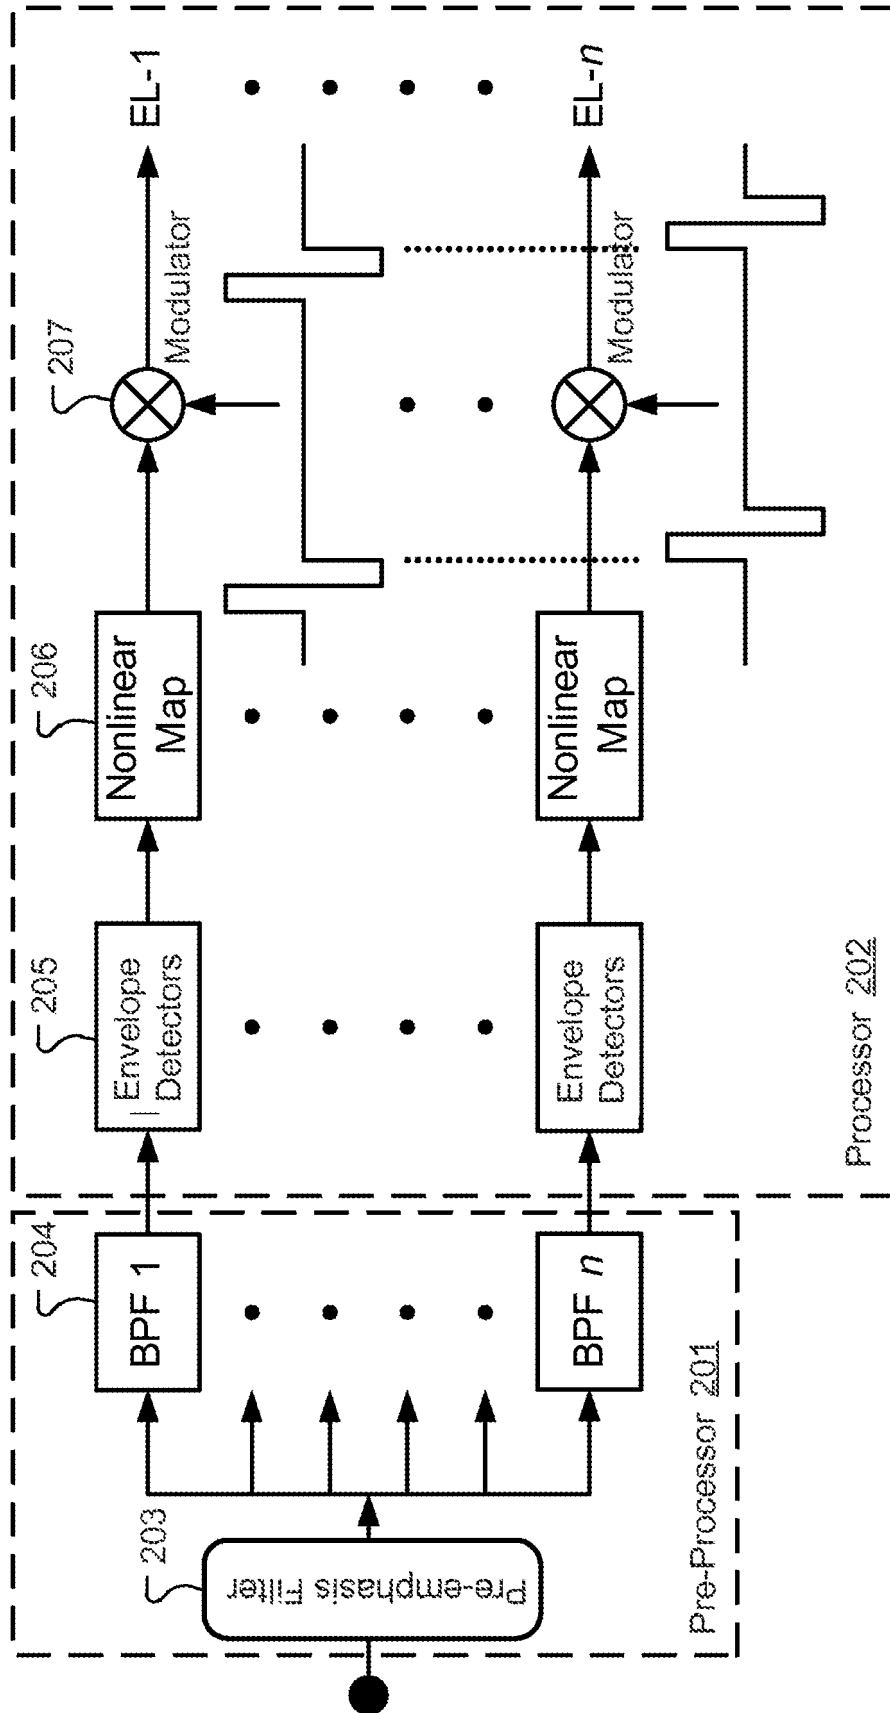 203
Pre-emphasis Filter
Pre-Processor 201
204
BPF 1
BPF n
205
Envelope
Detectors
Envelope
Detectors
206
Nonlinear
Map
Nonlinear
Map
207
Modulator
Modulator
EL-1
EL-n
Processor 202